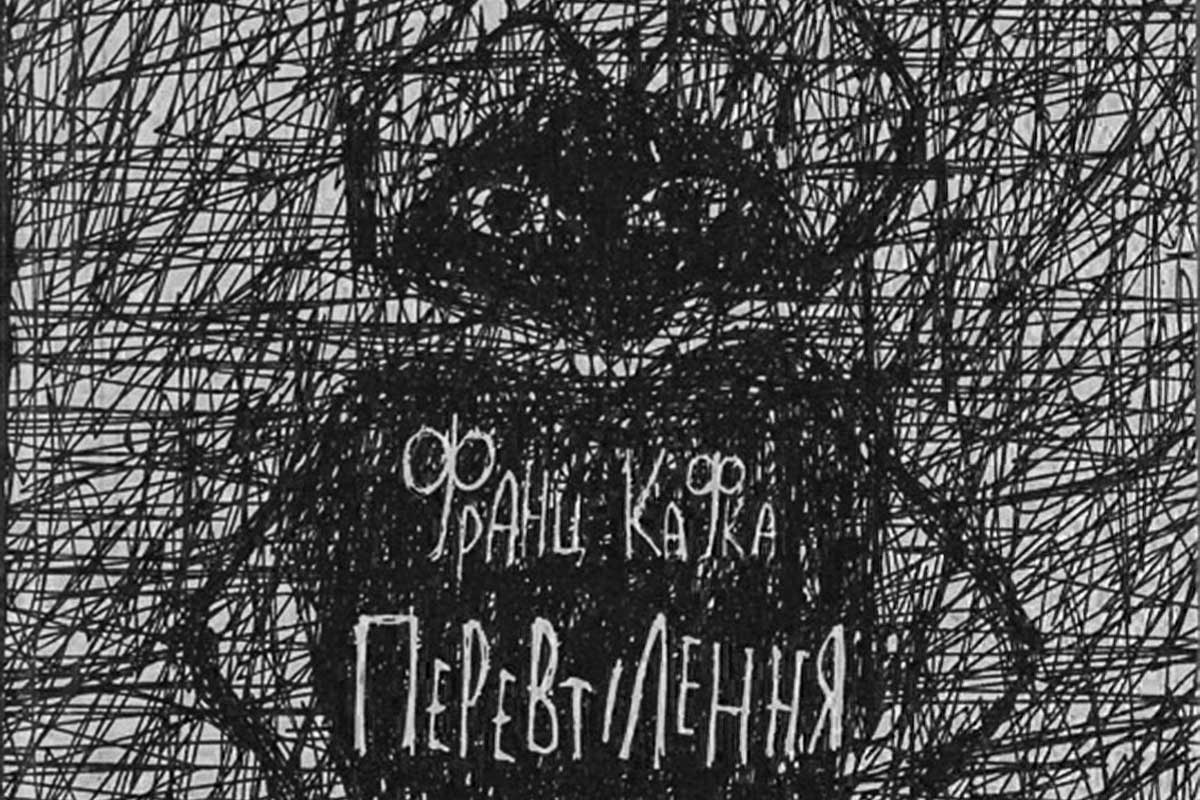 Франц Кафка
Перевтілення